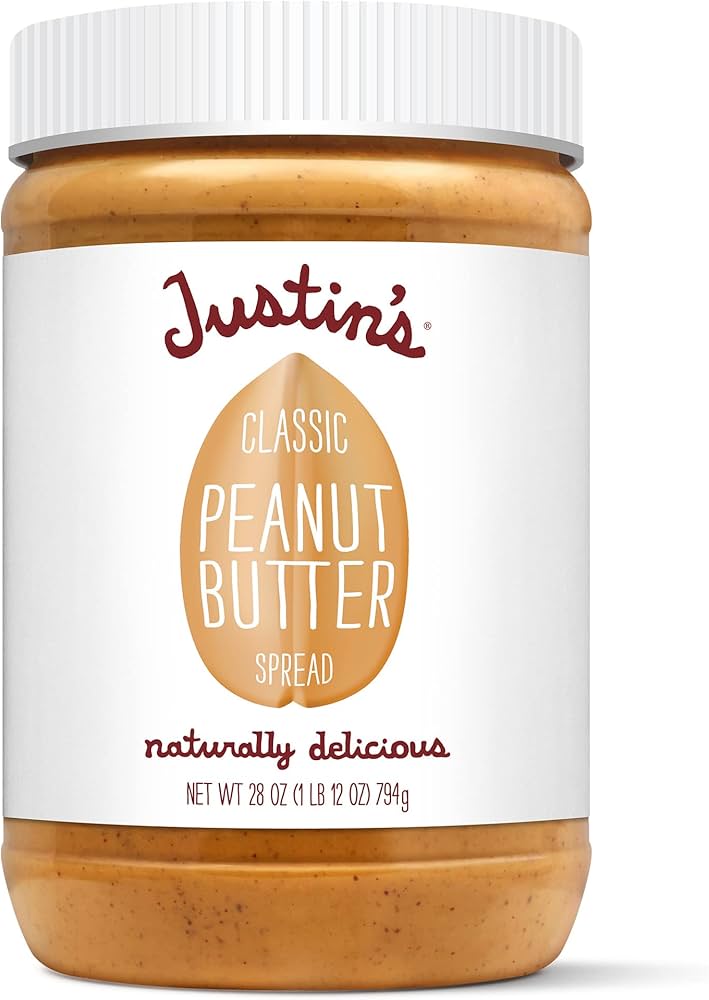 Justin's®
CLASSIC
PEANUT
BUTTER
SPREAD
naturally delicious
NET WT 28 OZ (1 LB 12 OZ) 794g